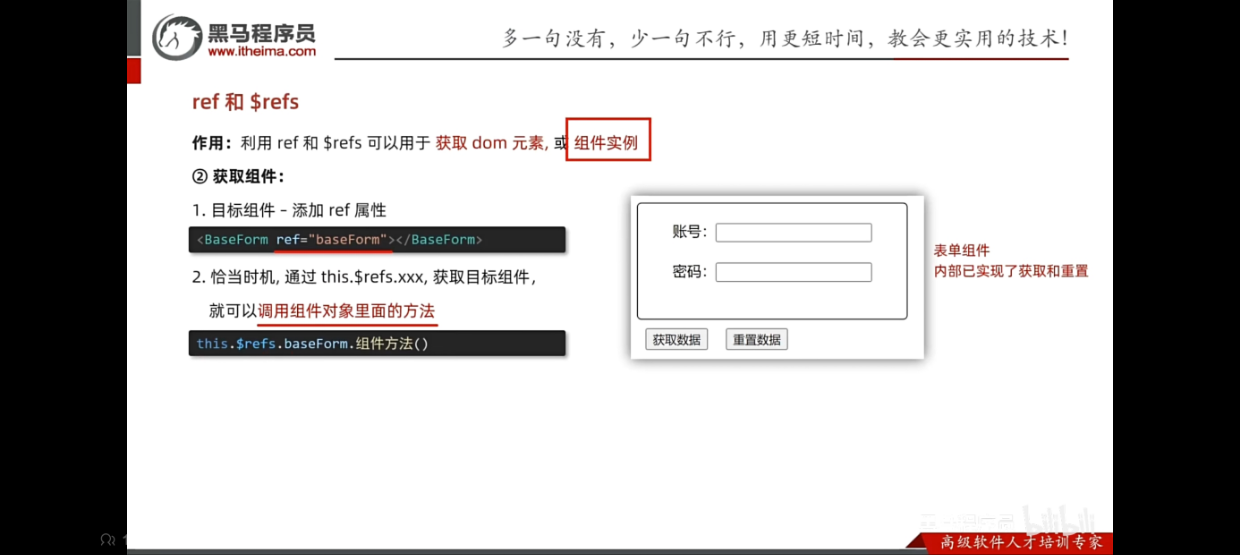 黑马程序员
www.itheima.com
多一句没有，少一句不行，用更短时间，教会更实用的技术！
ref 和 $refs
作用：利用 ref 和 $refs 可以用于 获取 dom 元素, 或 组件实例
② 获取组件：
1. 目标组件 – 添加 ref 属性
<BaseForm ref="baseForm"></BaseForm>
2. 恰当时机, 通过 this.$refs.xxx, 获取目标组件，
就可以调用组件对象里面的方法
this.$refs.baseForm.组件方法()
账号：
密码：
获取数据 重置数据
表单组件
内部已实现了获取和重置
bilibili
高级软件人才培训专家